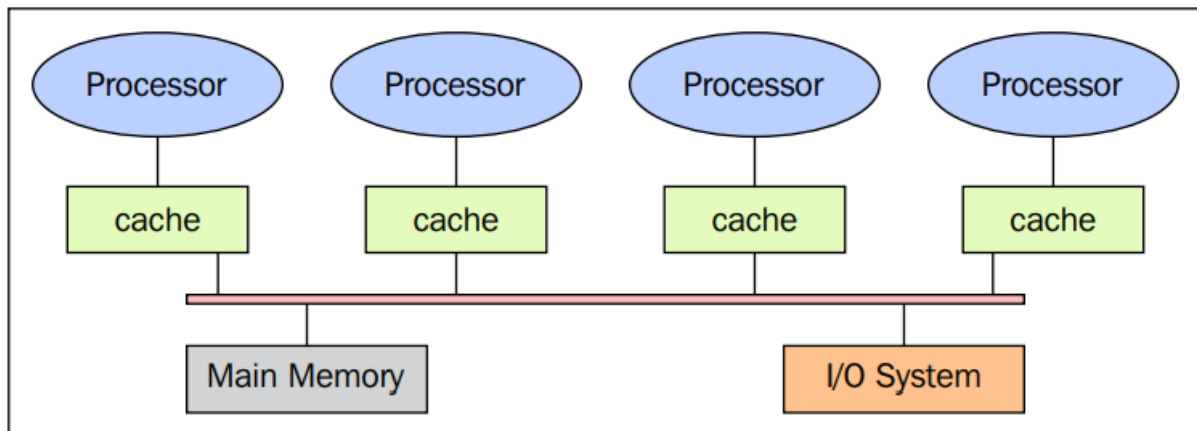 Processor Processor Processor Processor
cache cache cache cache
Main Memory I/O System